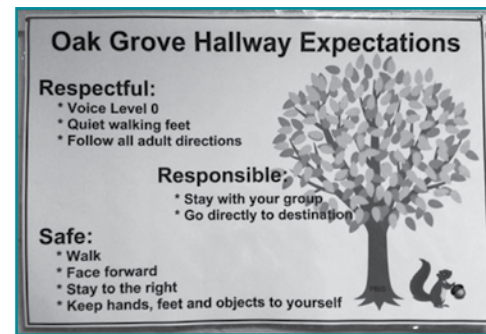 Oak Grove Hallway Expectations
Respectful:
* Voice Level 0
* Quiet walking feet
* Follow all adult directions
Responsible:
* Stay with your group
* Go directly to destination
Safe:
* Walk
* Face forward
* Stay to the right
* Keep hands, feet and objects to yourself